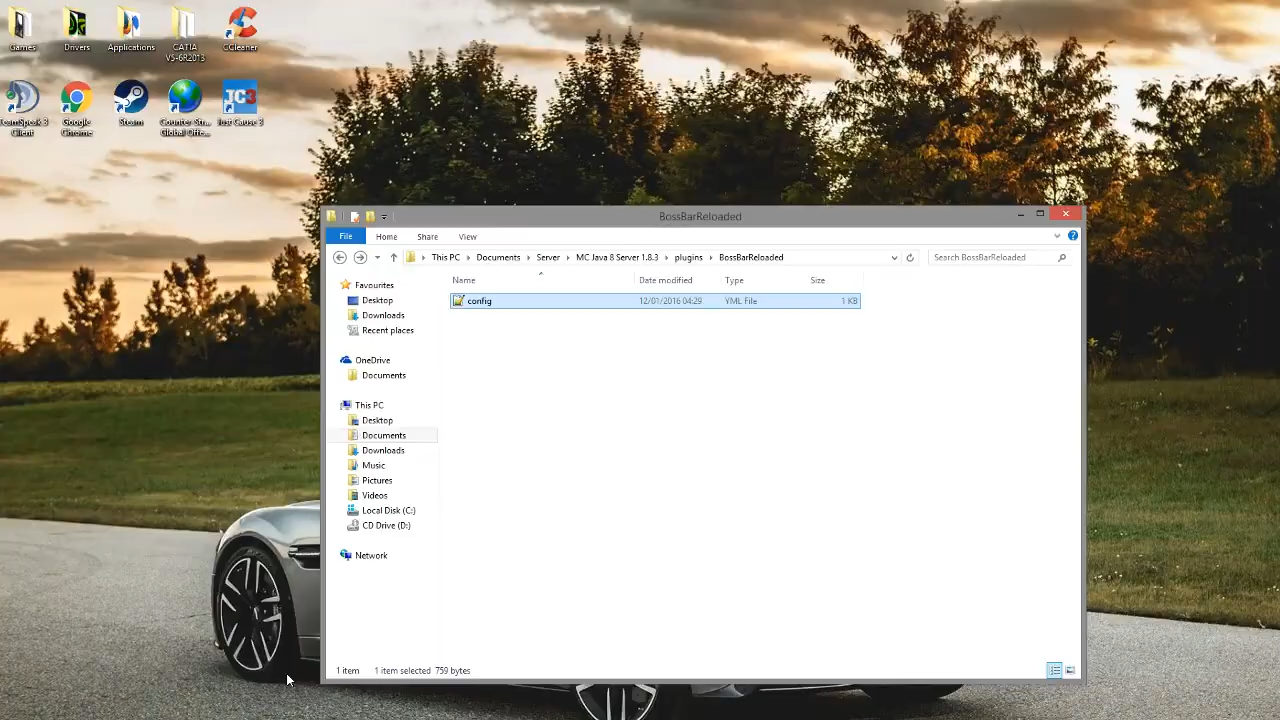 Games
Drivers
Applications
CATIA V5-6R2013
CCleaner
TeamSpeak 3 Client
Google Chrome
Steam
Counter-Str... Global Offe...
Just Cause 3
BossBarReloaded
File Home Share View
This PC Documents Server MC Java 8 Server 1.8.3 plugins BossBarReloaded
Search BossBarReloaded
Name Date modified Type Size
config 12/01/2016 04:29 YML File 1 KB
Favourites
Desktop
Downloads
Recent places
OneDrive
Documents
This PC
Desktop
Documents
Downloads
Music
Pictures
Videos
Local Disk (C:)
CD Drive (D:)
Network
1 item 1 item selected 759 bytes